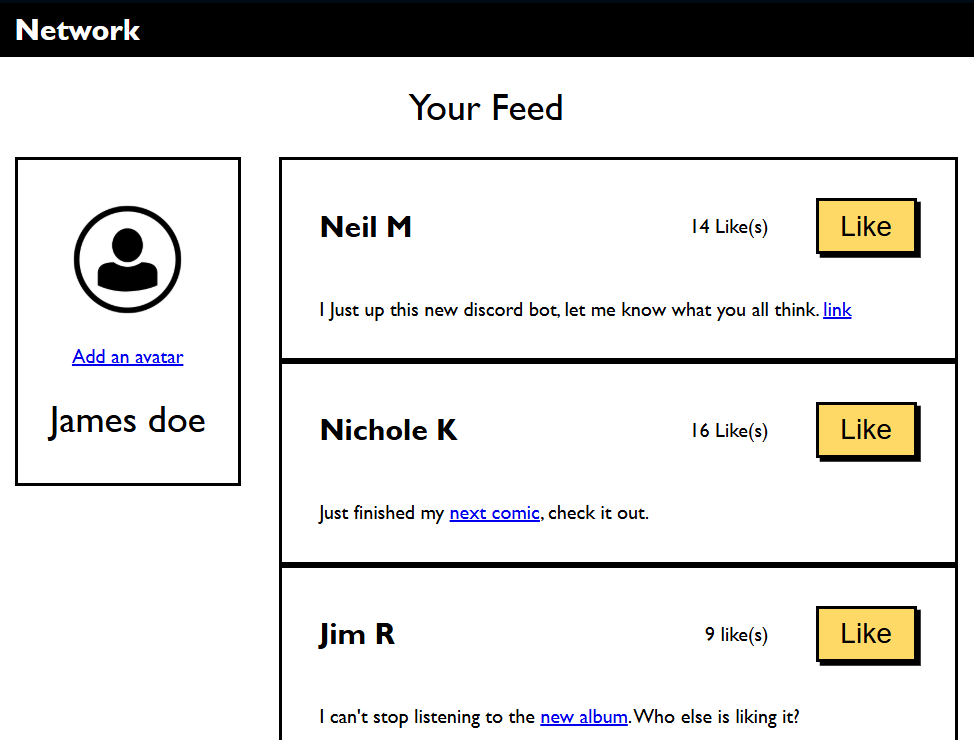 Network
Your Feed
Add an avatar
James doe
Neil M
14 Like(s)
Like
I Just up this new discord bot, let me know what you all think. link
Nichole K
16 Like(s)
Like
Just finished my next comic, check it out.
Jim R
9 like(s)
Like
I can't stop listening to the new album. Who else is liking it?